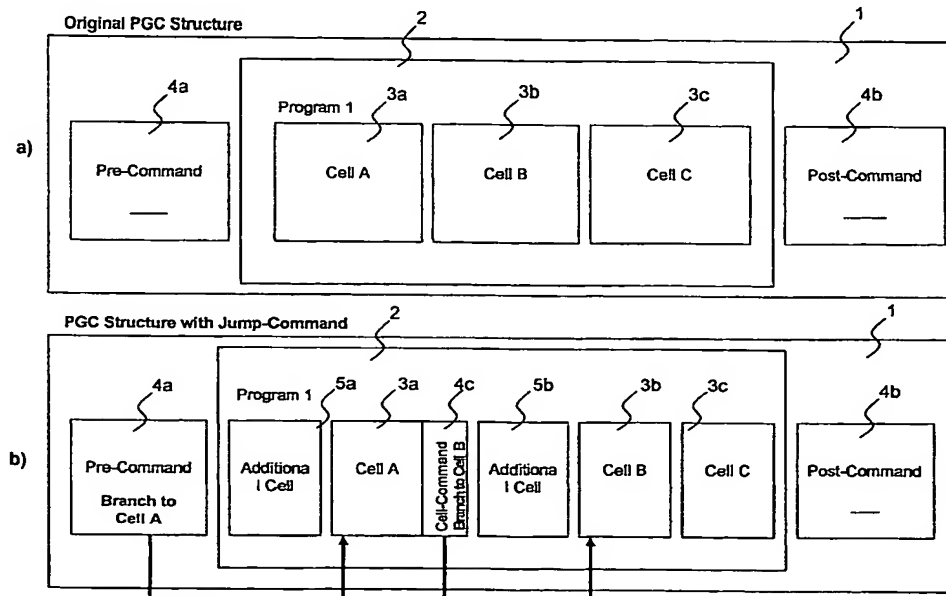 Original PGC Structure
2
1
4a
3a
3b
3c
4b
Program 1
a)
Pre-Command
Cell A
Cell B
Cell C
Post-Command
PGC Structure with Jump-Command
2
1
4a
5a
3a
4c
5b
3b
3c
4b
Program 1
b)
Pre-Command
Branch to
Cell A
Additiona
l Cell
Cell A
Cell-Command
Branch to Cell B
Additiona
l Cell
Cell B
Cell C
Post-Command